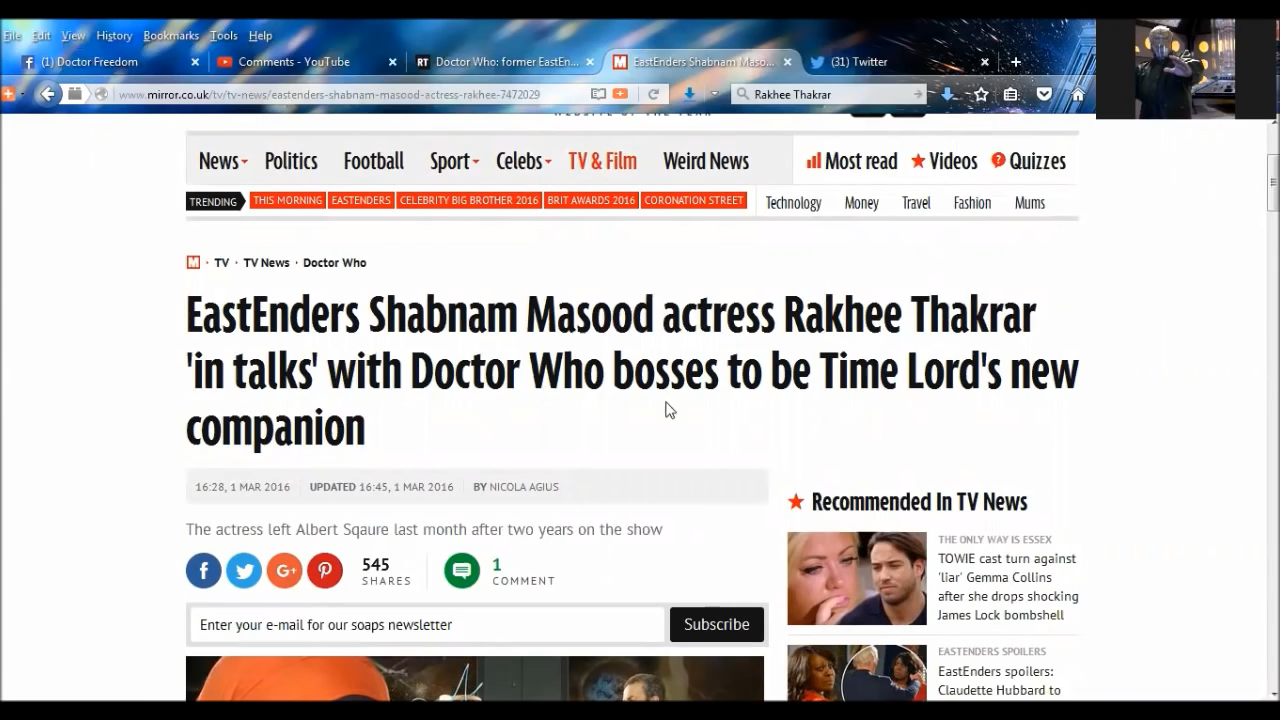 File Edit View History Bookmarks Tools Help
(1) Doctor Freedom Comments - YouTube RT Doctor Who: former EastEn... M EastEnders Shabnam Maso... (31) Twitter
www.mirror.co.uk/tv/tv-news/eastenders-shabnam-masood-actress-rakhee-7472029 Rakhee Thakrar
WEBSITE OF THE YEAR
News Politics Football Sport Celebs TV & Film Weird News Most read Videos Quizzes
TRENDING THIS MORNING EASTENDERS CELEBRITY BIG BROTHER 2016 BRIT AWARDS 2016 CORONATION STREET Technology Money Travel Fashion Mums
M · TV · TV News · Doctor Who
EastEnders Shabnam Masood actress Rakhee Thakrar
'in talks' with Doctor Who bosses to be Time Lord's new
companion
16:28, 1 MAR 2016 UPDATED 16:45, 1 MAR 2016 BY NICOLA AGIUS
The actress left Albert Sqaure last month after two years on the show
545
SHARES
1
COMMENT
Enter your e-mail for our soaps newsletter Subscribe
Recommended In TV News
THE ONLY WAY IS ESSEX
TOWIE cast turn against
'liar' Gemma Collins
after she drops shocking
James Lock bombshell
EASTENDERS SPOILERS
EastEnders spoilers:
Claudette Hubbard to